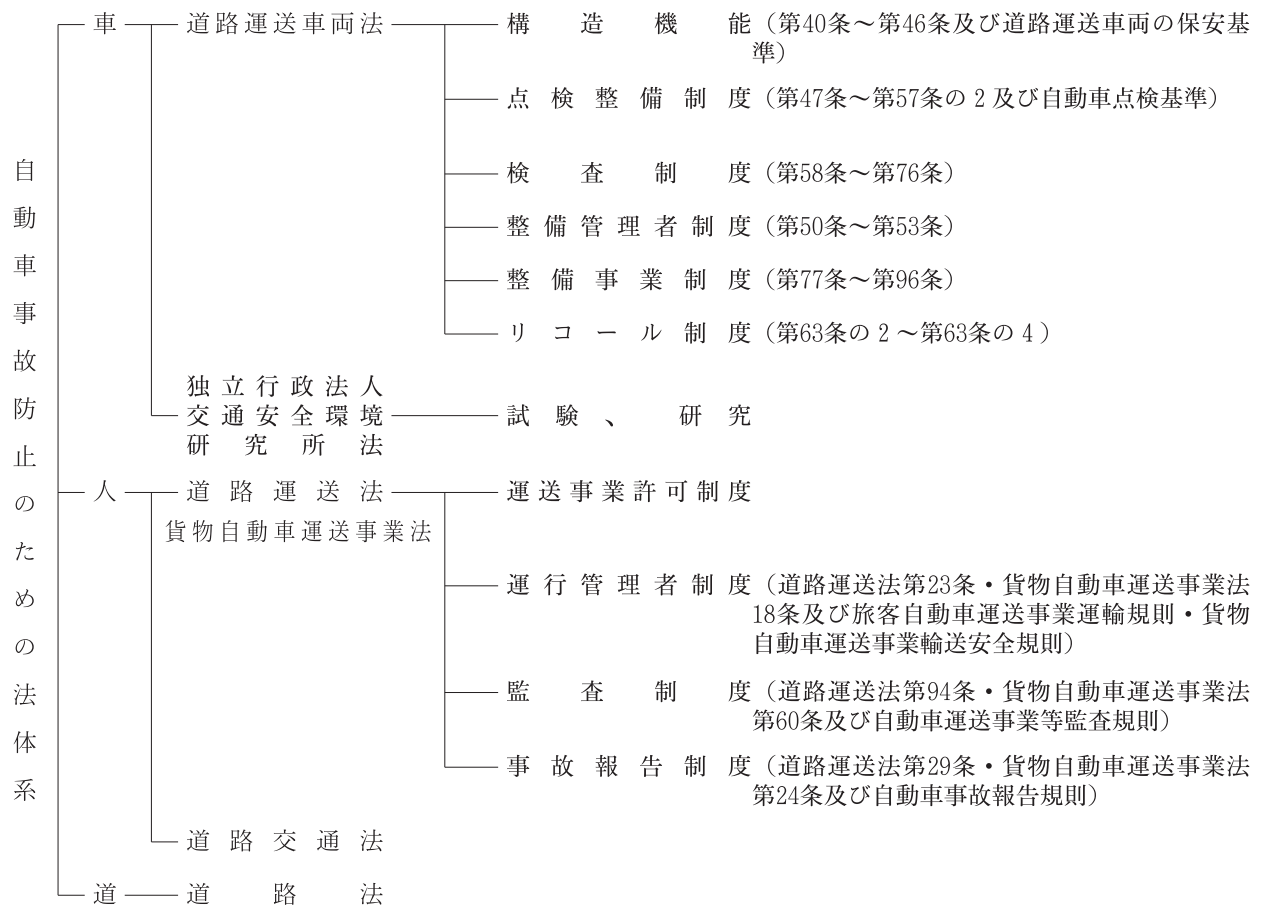 自動車事故防止のための法体系
車
道路運送車両法
構造機能（第40条～第46条及び道路運送車両の保安基
準）
点検整備制度（第47条～第57条の2及び自動車点検基準）
検査制度（第58条～第76条）
整備管理者制度（第50条～第53条）
整備事業制度（第77条～第96条）
リコール制度（第63条の2～第63条の4）
独立行政法人
交通安全環境
研究所法
試験、研究
人
道路運送法
貨物自動車運送事業法
運送事業許可制度
運行管理者制度（道路運送法第23条・貨物自動車運送事業法
18条及び旅客自動車運送事業運輸規則・貨物
自動車運送事業輸送安全規則）
監査制度（道路運送法第94条・貨物自動車運送事業法
第60条及び自動車運送事業等監査規則）
事故報告制度（道路運送法第29条・貨物自動車運送事業法
第24条及び自動車事故報告規則）
道路交通法
道
道路法